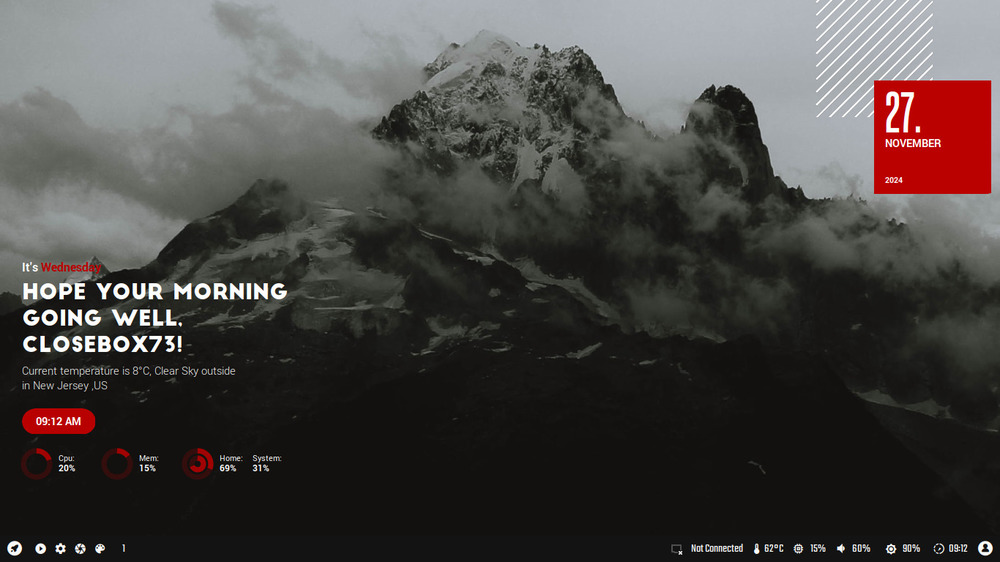 27.
NOVEMBER
2024
It's Wednesday
HOPE YOUR MORNING
GOING WELL,
CLOSEBOX73!
Current temperature is 8°C, Clear Sky outside
in New Jersey ,US
09:12 AM
Cpu:
20%
Mem:
15%
Home:
69%
System:
31%
1
Not Connected 62°C 15% 60% 90% 09:12